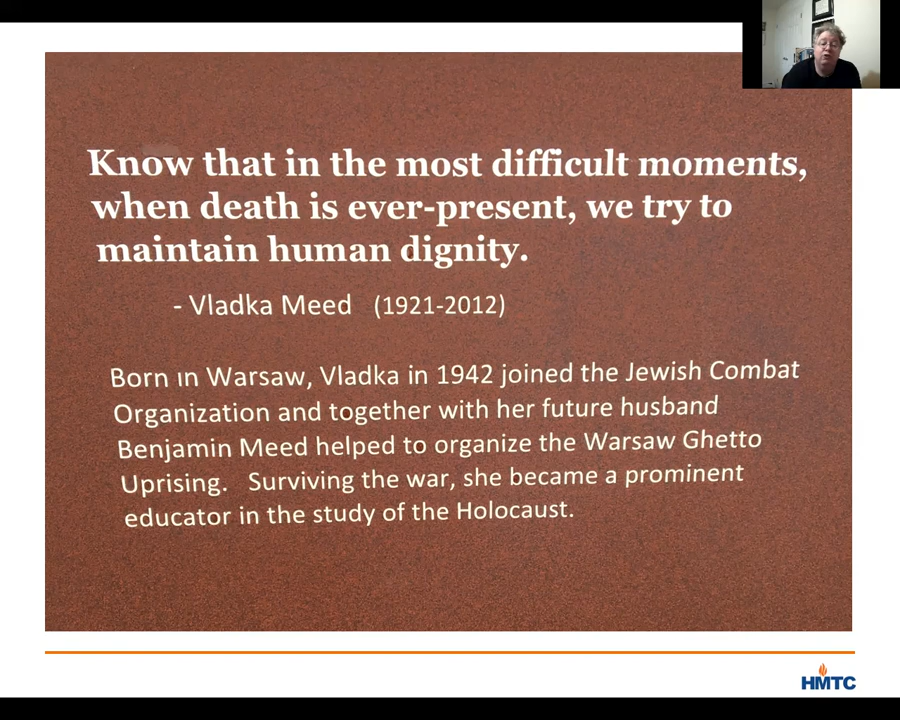 Know that in the most difficult moments,
when death is ever-present, we try to
maintain human dignity.
- Vladka Meed (1921-2012)
Born in Warsaw, Vladka in 1942 joined the Jewish Combat
Organization and together with her future husband
Benjamin Meed helped to organize the Warsaw Ghetto
Uprising. Surviving the war, she became a prominent
educator in the study of the Holocaust.
HMTC